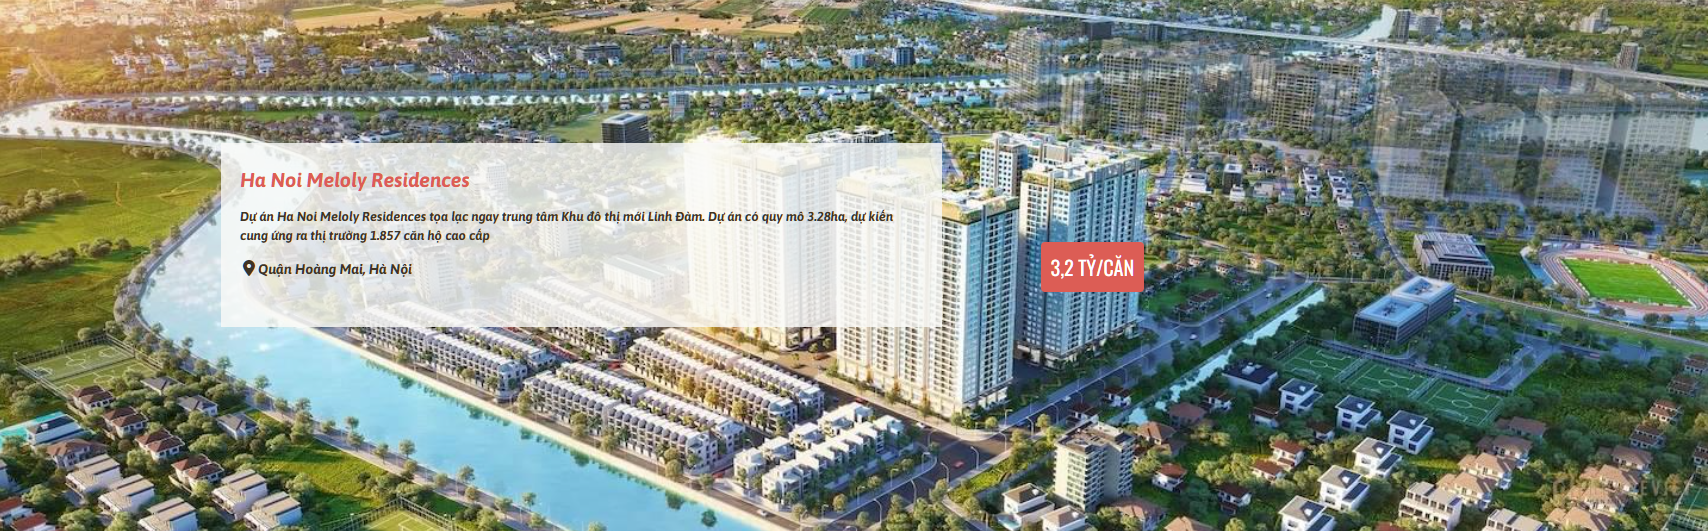 Ha Noi Meloly Residences
Dự án Ha Noi Meloly Residences tọa lạc ngay trung tâm Khu đô thị mới Linh Đàm. Dự án có quy mô 3.28ha, dự kiến
cung ứng ra thị trường 1.857 căn hộ cao cấp
Quận Hoàng Mai, Hà Nội
3,2 TỶ/CĂN